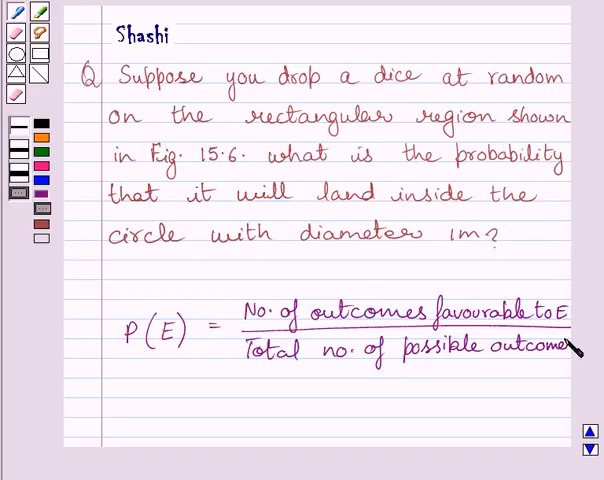 Shashi
Q Suppose you drop a dice at random
on the rectangular region shown
in Fig. 15.6. what is the probability
that it will land inside the
circle with diameter 1m?
P(E) = No. of outcomes favourable to E
Total no. of possible outcome